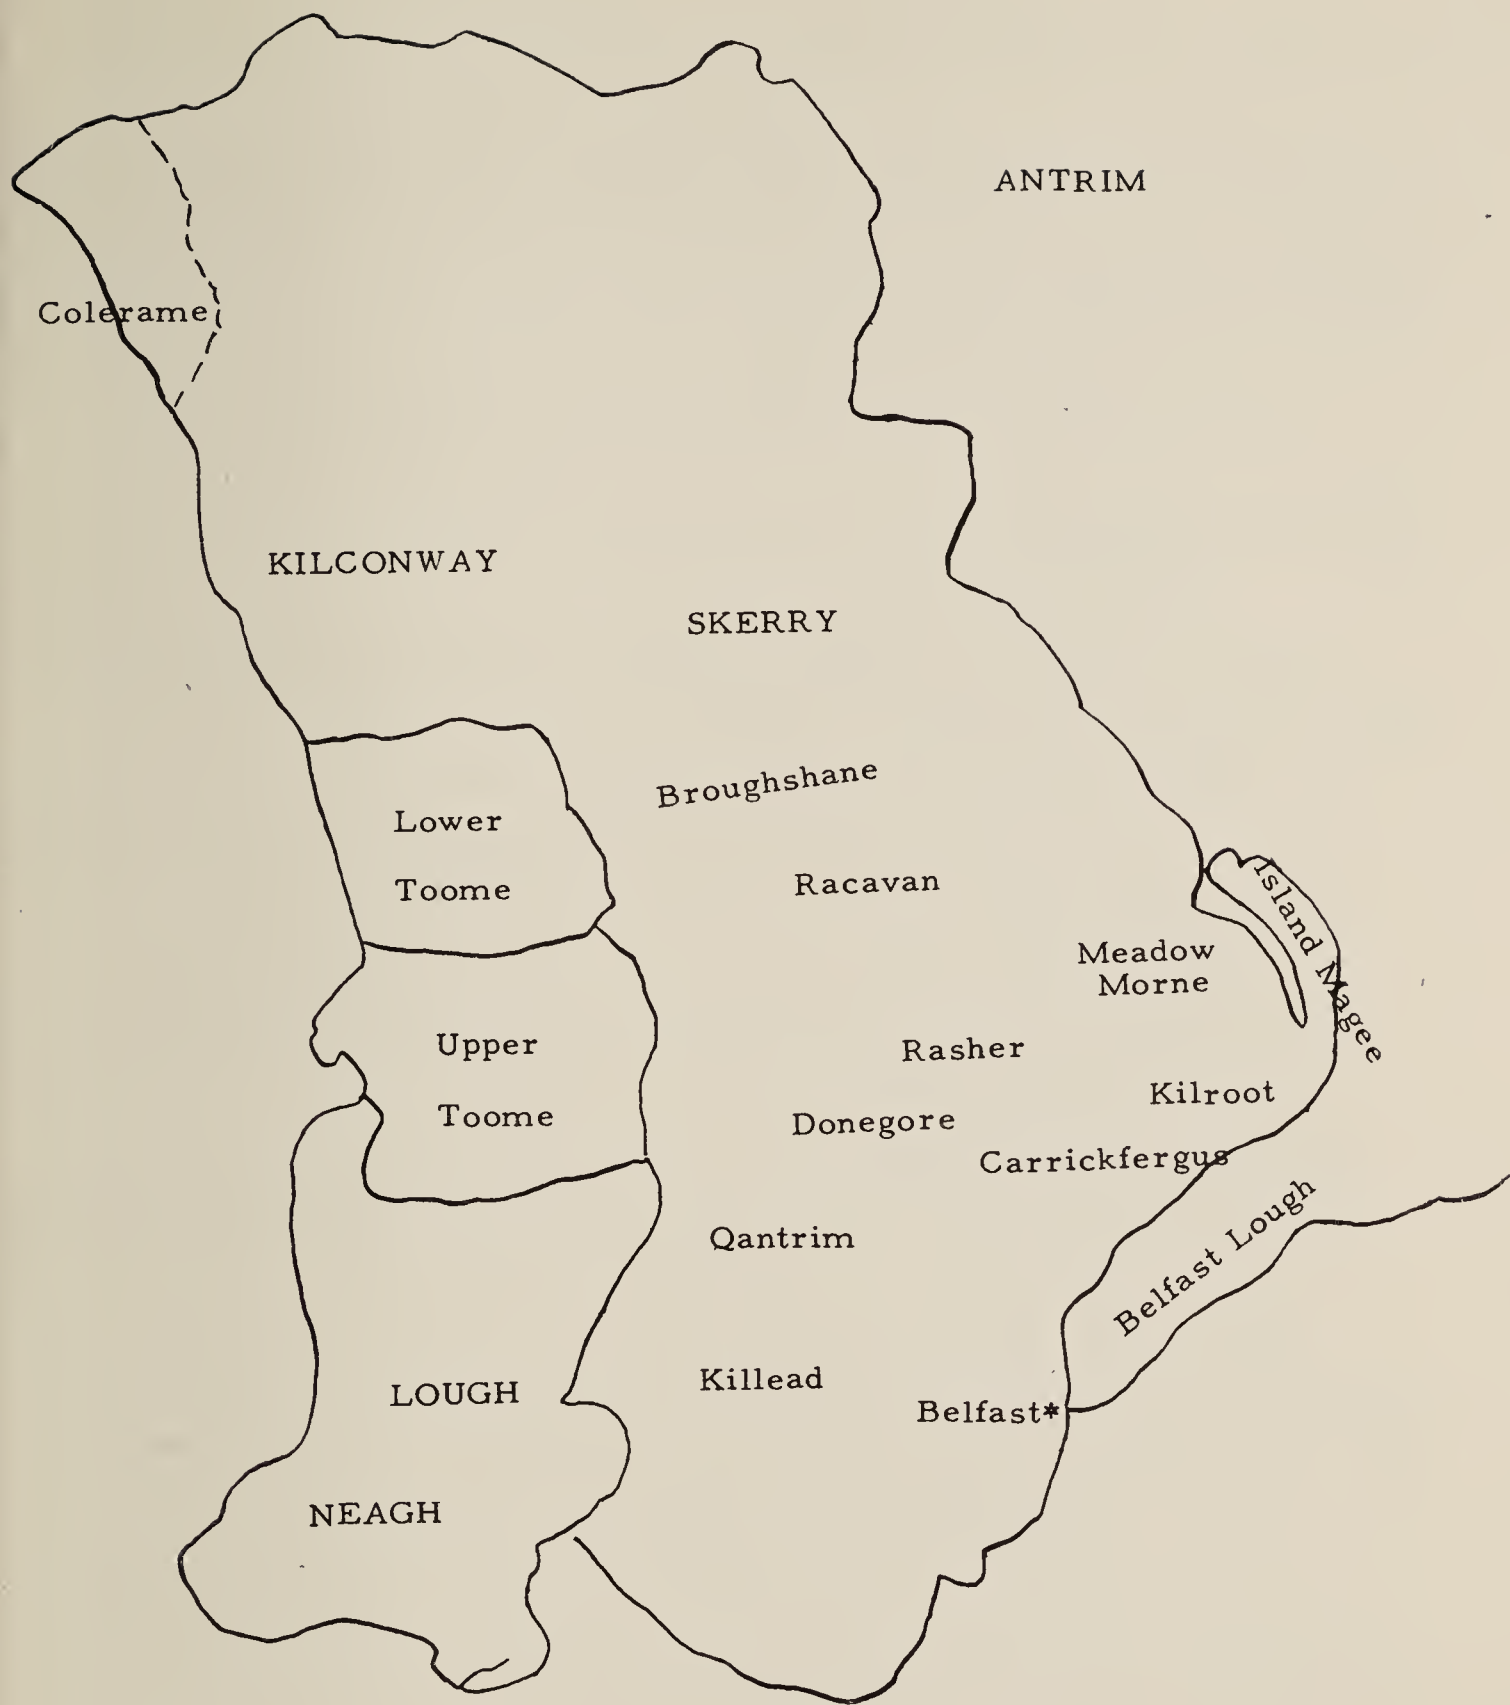 ANTRIM
Colerame
KILCONWAY
SKERRY
Broughshane
Lower
Toome
Racavan
Island Magee
Meadow
Morne
Upper
Toome
Rasher
Kilroot
Donegore
Carrickfergus
Belfast Lough
Qantrim
Killead
LOUGH
Belfast*
NEAGH